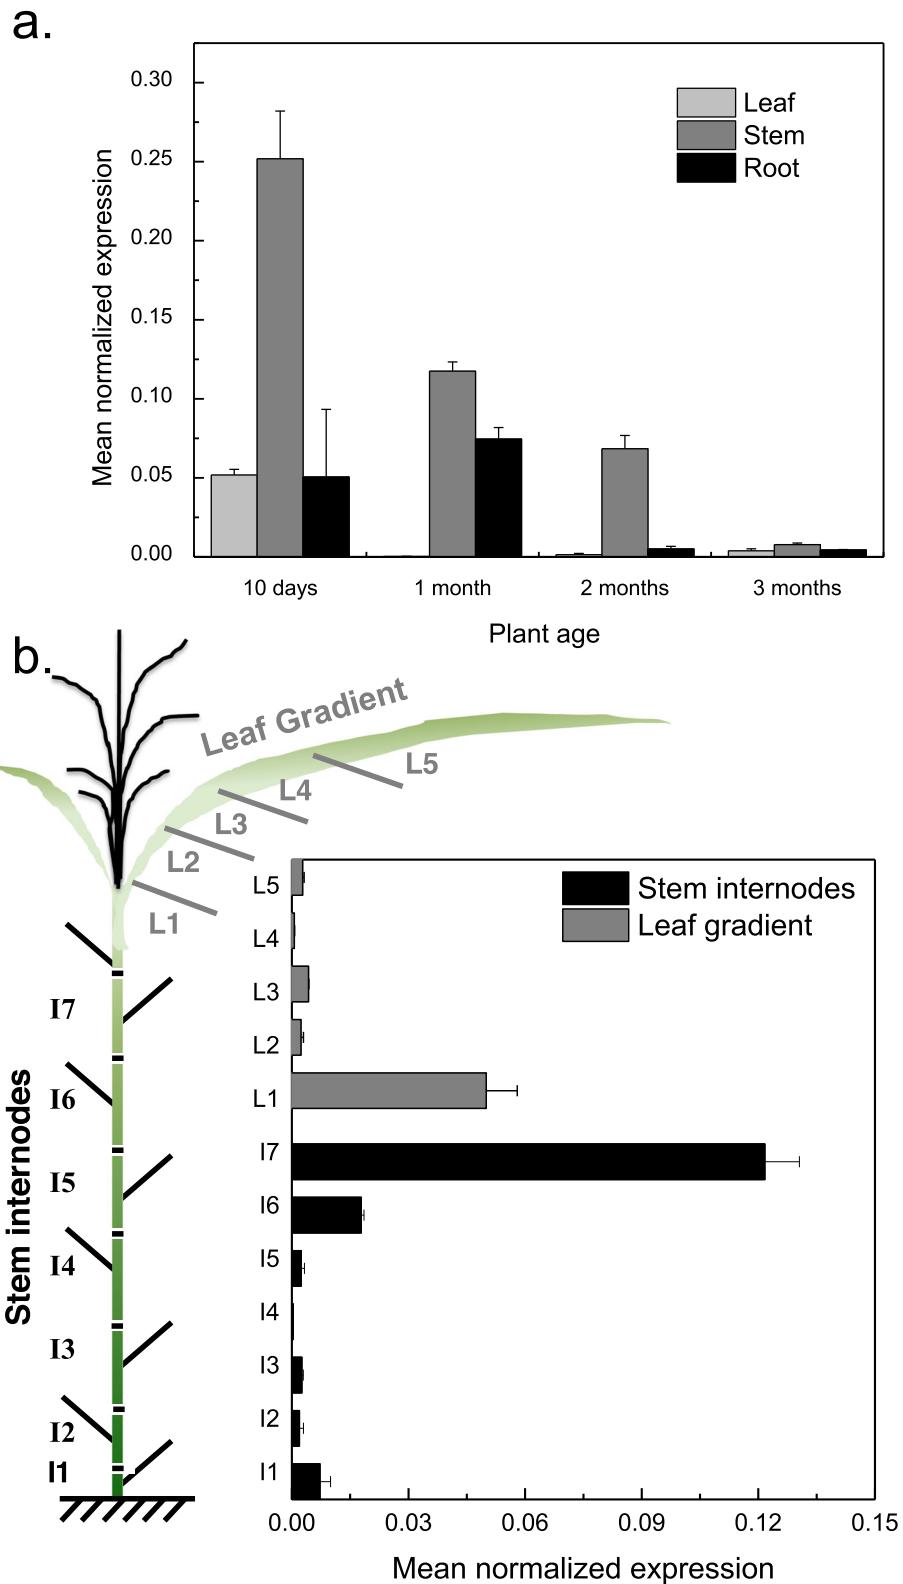 a.
0.30
0.25
0.20
0.15
0.10
0.05
0.00
Mean normalized expression
Leaf
Stem
Root
10 days
1 month
2 months
3 months
Plant age
b.
Leaf Gradient
L5
L4
L3
L2
L1
I7
I6
I5
I4
I3
I2
I1
Stem internodes
Stem internodes
Leaf gradient
L5
L4
L3
L2
L1
I7
I6
I5
I4
I3
I2
I1
0.00 0.03 0.06 0.09 0.12 0.15
Mean normalized expression